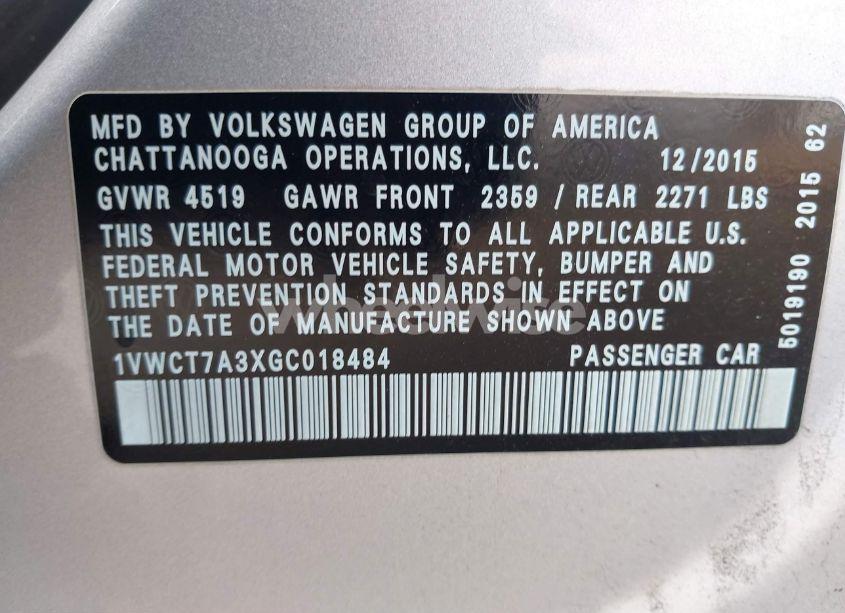 MFD BY VOLKSWAGEN GROUP OF AMERICA
CHATTANOOGA OPERATIONS, LLC. 12/2015
GVWR 4519 GAWR FRONT 2359 / REAR 2271 LBS
THIS VEHICLE CONFORMS TO ALL APPLICABLE U.S.
FEDERAL MOTOR VEHICLE SAFETY, BUMPER AND
THEFT PREVENTION STANDARDS IN EFFECT ON
THE DATE OF MANUFACTURE SHOWN ABOVE
1VWCT7A3XGC018484 PASSENGER CAR
5019190 2015 62
wheelwise